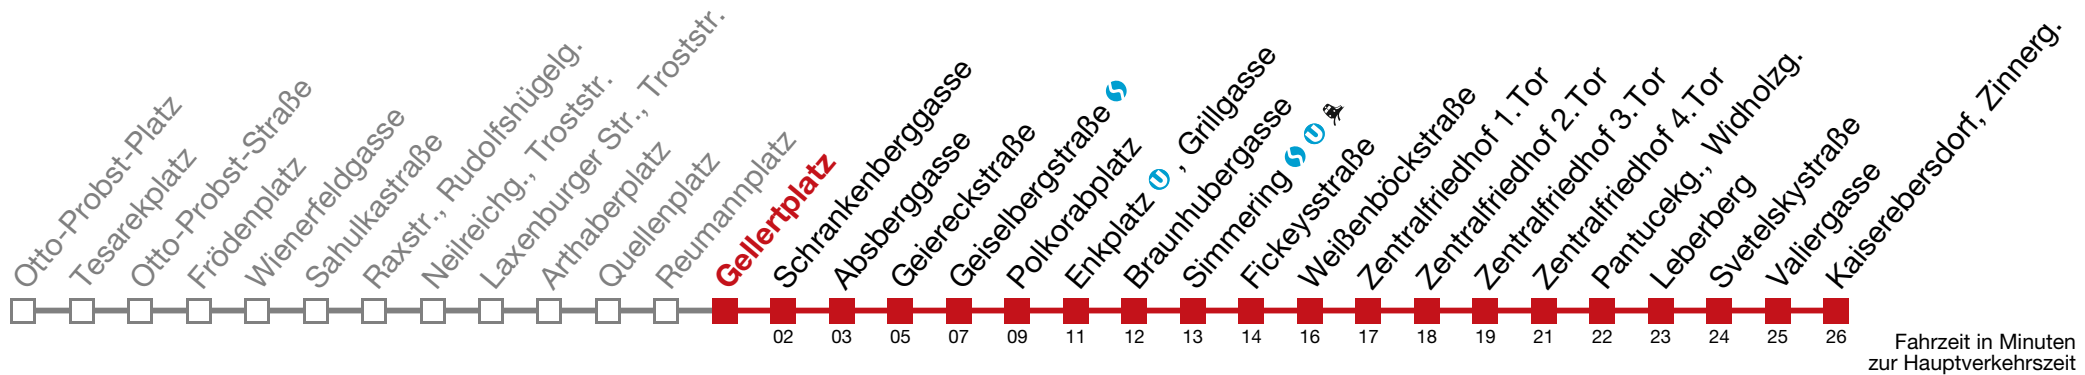 Otto-Probst-Platz
Tesarekplatz
Otto-Probst-Straße
Frödenplatz
Wienerfeldgasse
Sahulkastraße
Raxstr., Rudolfshügelg.
Neilreichg., Troststr.
Laxenburger Str., Troststr.
Arthaberplatz
Quellenplatz
Reumannplatz
Gellertplatz
Schrankenberggasse
Absberggasse
Geiereckstraße
Geiselbergstraße S
Polkorabplatz
Enkplatz U , Grillgasse
Braunhubergasse
Simmering S U
Fickeysstraße
Weißenböckstraße
Zentralfriedhof 1. Tor
Zentralfriedhof 2. Tor
Zentralfriedhof 3. Tor
Zentralfriedhof 4. Tor
Pantucekg., Widholzg.
Leberberg
Svetelskystraße
Valiergasse
Kaiserebersdorf, Zinnerg.
02 03 05 07 09 11 12 13 14 16 17 18 19 21 22 23 24 25 26
Fahrzeit in Minuten
zur Hauptverkehrszeit